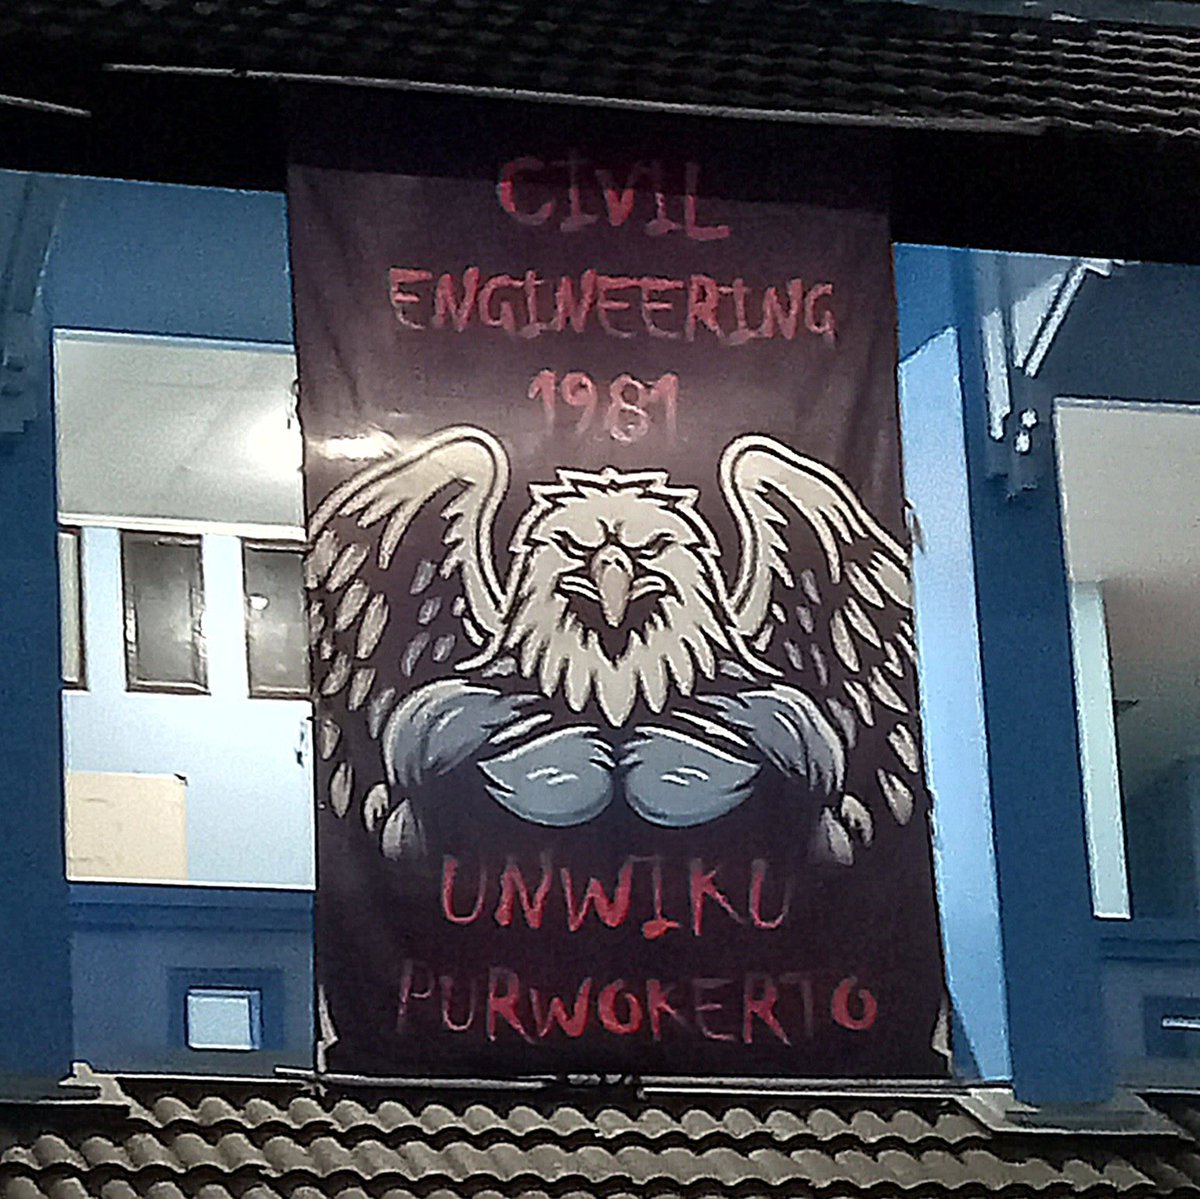 CIVIL
ENGINEERING
1981
UNWIKU
PURWOKERTO